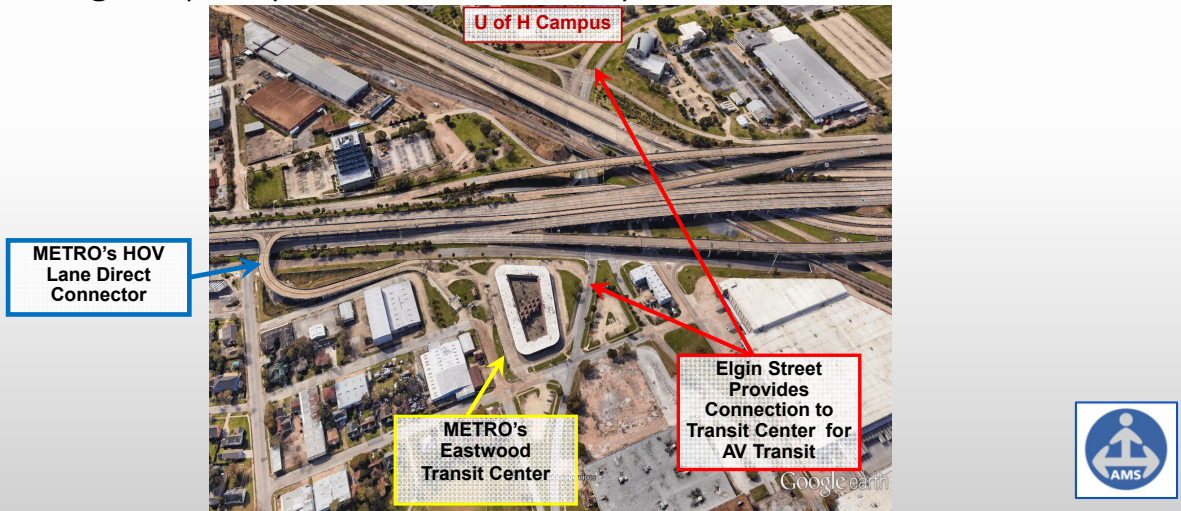 U of H Campus
METRO's HOV
Lane Direct
Connector
Elgin Street
Provides
Connection to
Transit Center for
AV Transit
METRO's
Eastwood
Transit Center
Google earth
AMS